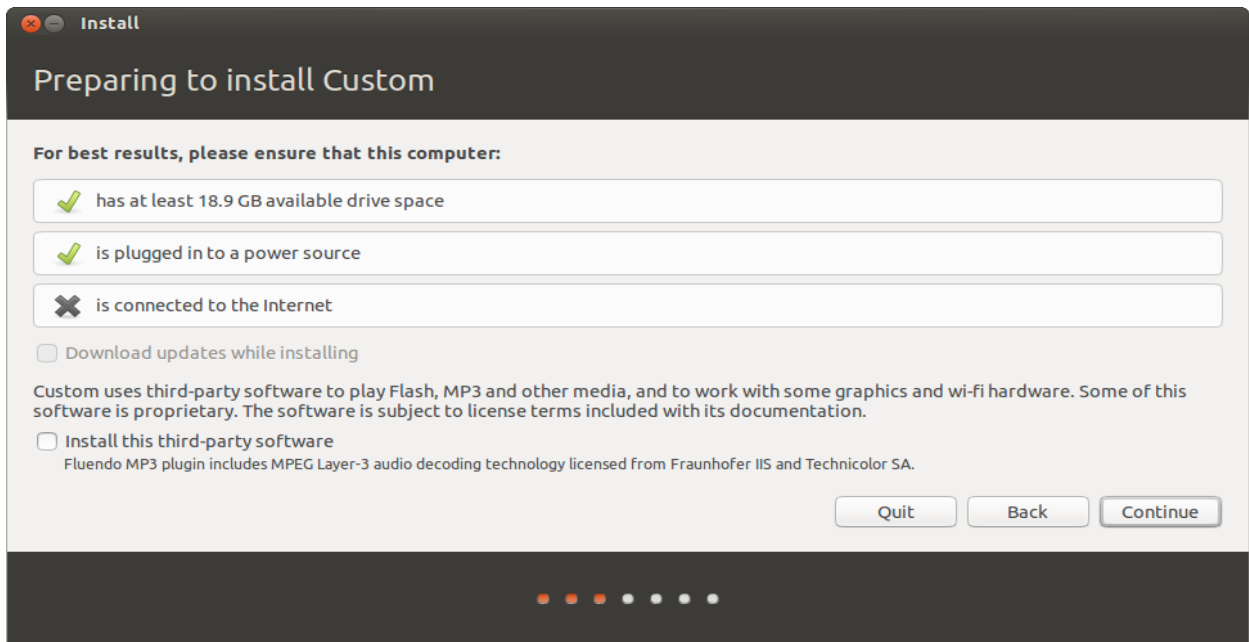 Install
Preparing to install Custom
For best results, please ensure that this computer:
has at least 18.9 GB available drive space
is plugged in to a power source
is connected to the Internet
Download updates while installing
Custom uses third-party software to play Flash, MP3 and other media, and to work with some graphics and wi-fi hardware. Some of this
software is proprietary. The software is subject to license terms included with its documentation.
Install this third-party software
Fluendo MP3 plugin includes MPEG Layer-3 audio decoding technology licensed from Fraunhofer IIS and Technicolor SA.
Quit Back Continue